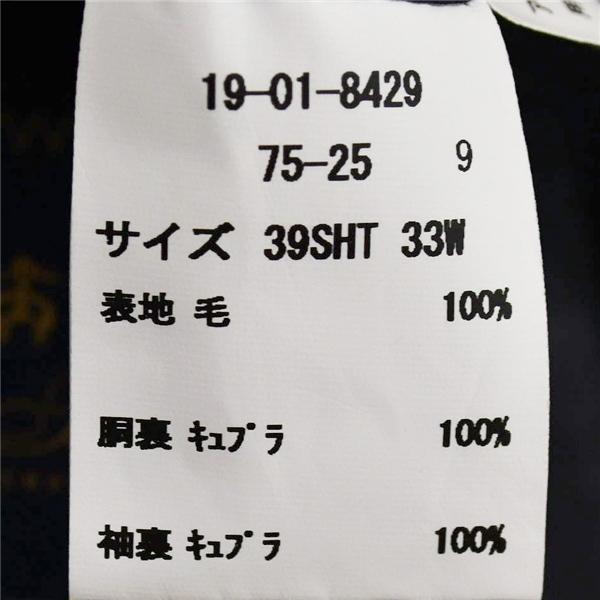 19-01-8429
75-25 9
サイズ 39SHT 33W
表地 毛 100%
胴裏 ｷｭﾌﾟﾗ 100%
袖裏 ｷｭﾌﾟﾗ 100%